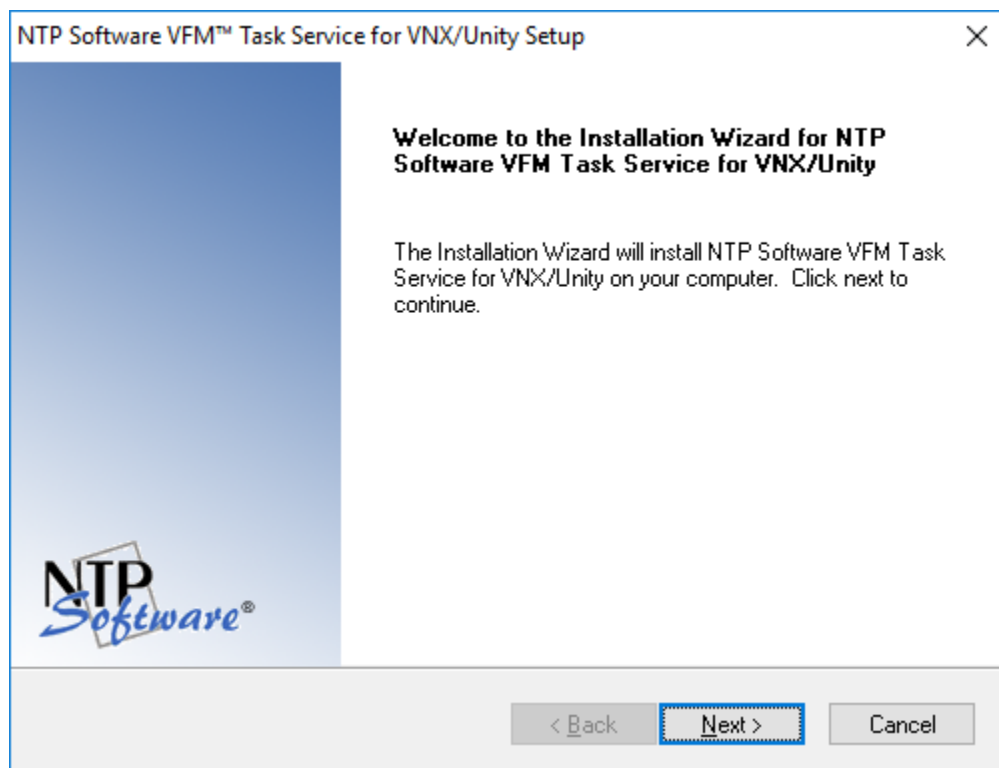 NTP Software VFM™ Task Service for VNX/Unity Setup
Welcome to the Installation Wizard for NTP
Software VFM Task Service for VNX/Unity
The Installation Wizard will install NTP Software VFM Task
Service for VNX/Unity on your computer.  Click next to
continue.
NTP
Software®
< Back
Next >
Cancel